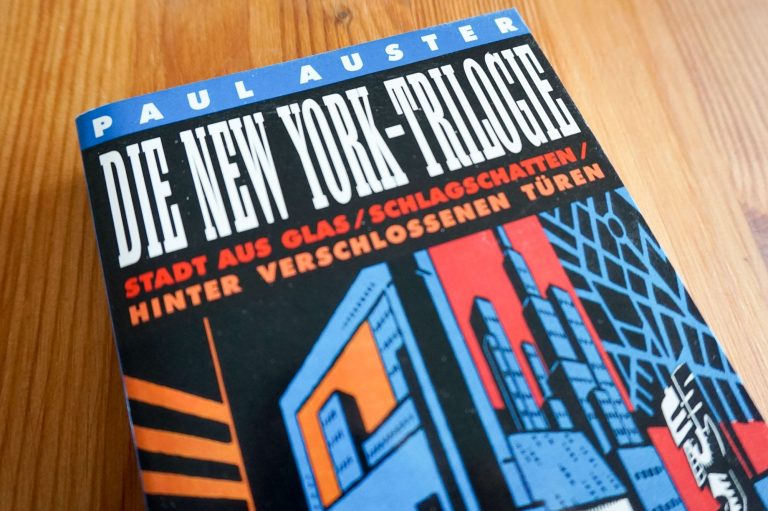 PAUL AUSTER
DIE NEW YORK-TRILOGIE
STADT AUS GLAS/SCHLAGSCHATTEN/
HINTER VERSCHLOSSENEN TÜREN